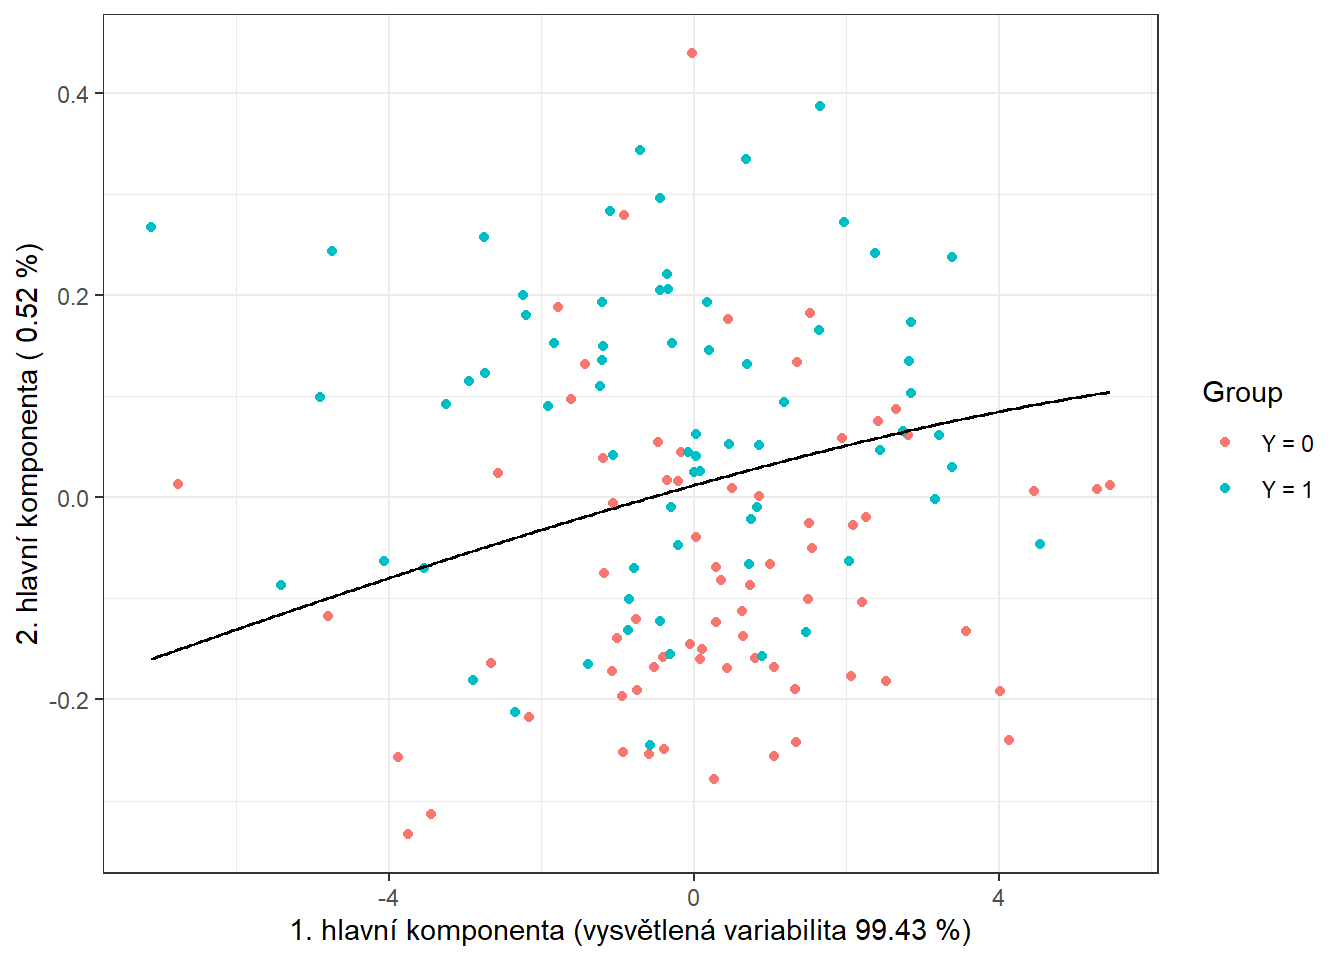 0.4
0.2
0.0
-0.2
-4
0
4
1. hlavní komponenta (vysvětlená variabilita 99.43 %)
2. hlavní komponenta ( 0.52 %)
Group
Y = 0
Y = 1